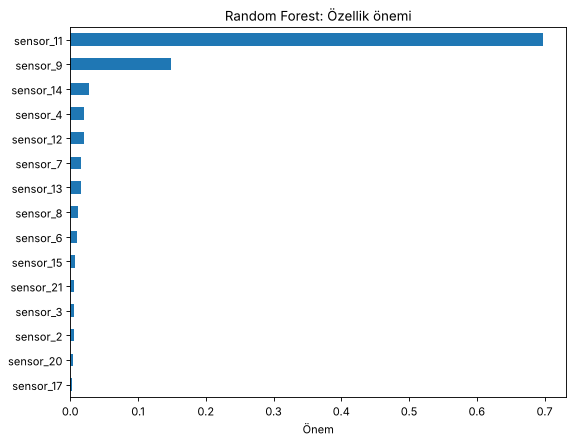 Random Forest: Özellik önemi
sensor_11
sensor_9
sensor_14
sensor_4
sensor_12
sensor_7
sensor_13
sensor_8
sensor_6
sensor_15
sensor_21
sensor_3
sensor_2
sensor_20
sensor_17
0.0 0.1 0.2 0.3 0.4 0.5 0.6 0.7
Önem